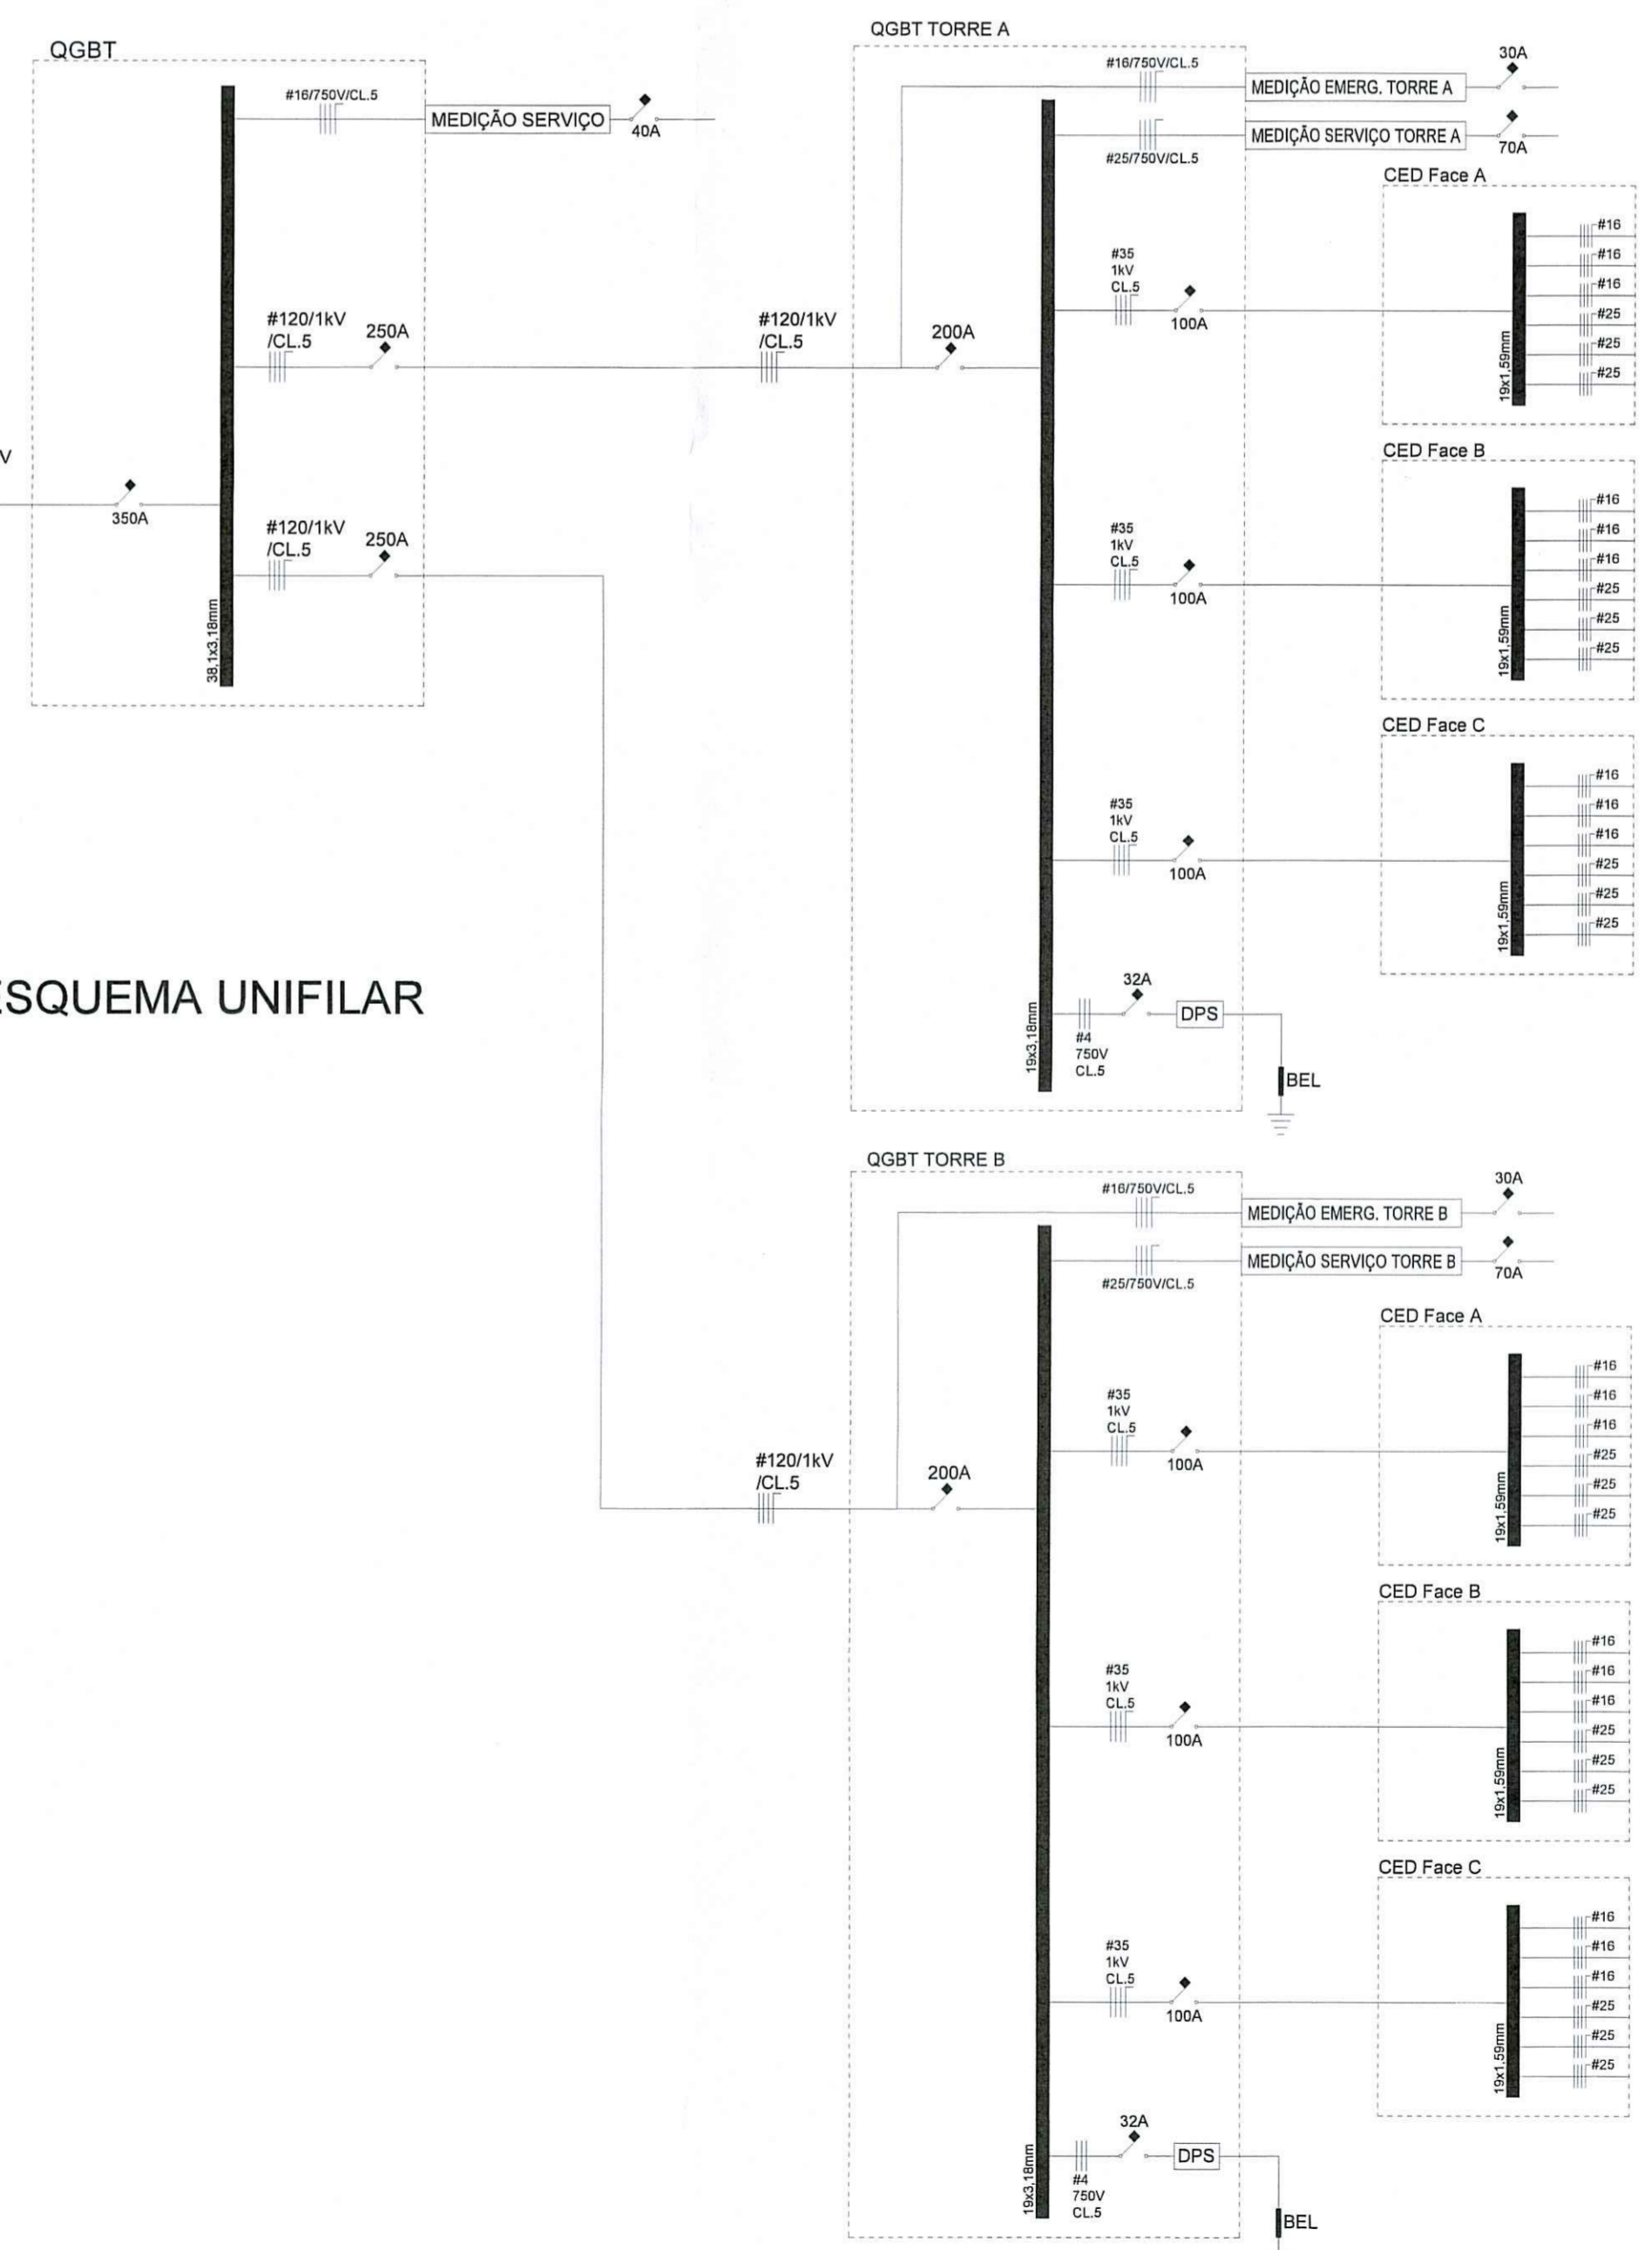 QGBT
#16/750V/CL.5
MEDIÇÃO SERVIÇO
40A
#120/1kV
/CL.5
250A
V
350A
#120/1kV
/CL.5
250A
38,1x3,18mm
ESQUEMA UNIFILAR
QGBT TORRE A
#16/750V/CL.5
MEDIÇÃO EMERG. TORRE A
30A
MEDIÇÃO SERVIÇO TORRE A
70A
#25/750V/CL.5
#120/1kV
/CL.5
200A
#35
1kV
CL.5
100A
CED Face A
#16
#16
#16
#25
#25
#25
19x1,59mm
#35
1kV
CL.5
100A
CED Face B
#16
#16
#16
#25
#25
#25
19x1,59mm
#35
1kV
CL.5
100A
CED Face C
#16
#16
#16
#25
#25
#25
19x1,59mm
19x3,18mm
32A
DPS
#4
750V
CL.5
BEL
QGBT TORRE B
#16/750V/CL.5
MEDIÇÃO EMERG. TORRE B
30A
MEDIÇÃO SERVIÇO TORRE B
70A
#25/750V/CL.5
#120/1kV
/CL.5
200A
#35
1kV
CL.5
100A
CED Face A
#16
#16
#16
#25
#25
#25
19x1,59mm
#35
1kV
CL.5
100A
CED Face B
#16
#16
#16
#25
#25
#25
19x1,59mm
#35
1kV
CL.5
100A
CED Face C
#16
#16
#16
#25
#25
#25
19x1,59mm
19x3,18mm
32A
DPS
#4
750V
CL.5
BEL